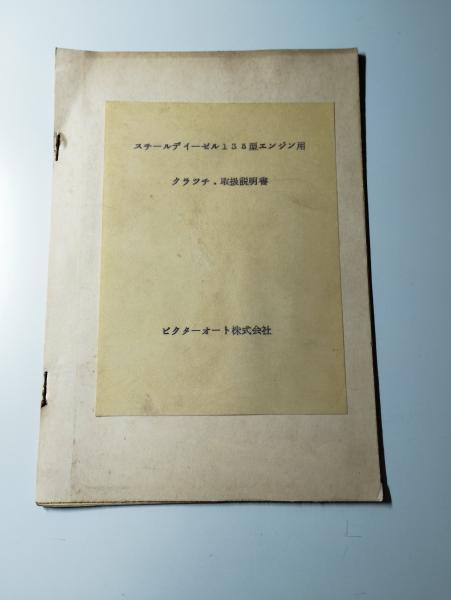 スチールデイーゼル135型エンジン用
クラツチ・取扱説明書
ビクターオート株式会社